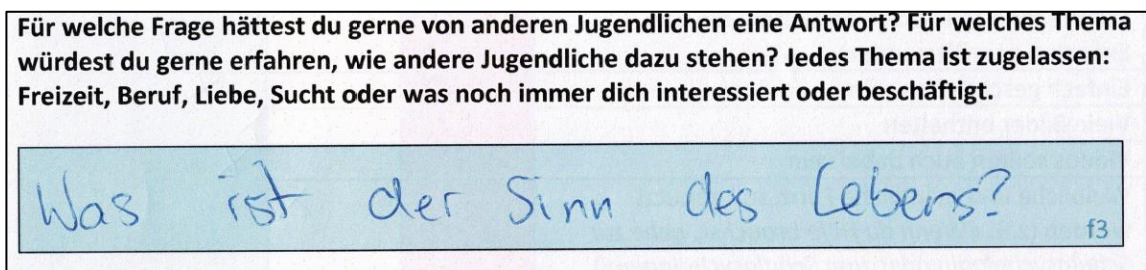 Für welche Frage hättest du gerne von anderen Jugendlichen eine Antwort? Für welches Thema
würdest du gerne erfahren, wie andere Jugendliche dazu stehen? Jedes Thema ist zugelassen:
Freizeit, Beruf, Liebe, Sucht oder was noch immer dich interessiert oder beschäftigt.
Was ist der Sinn des Lebens?
f3